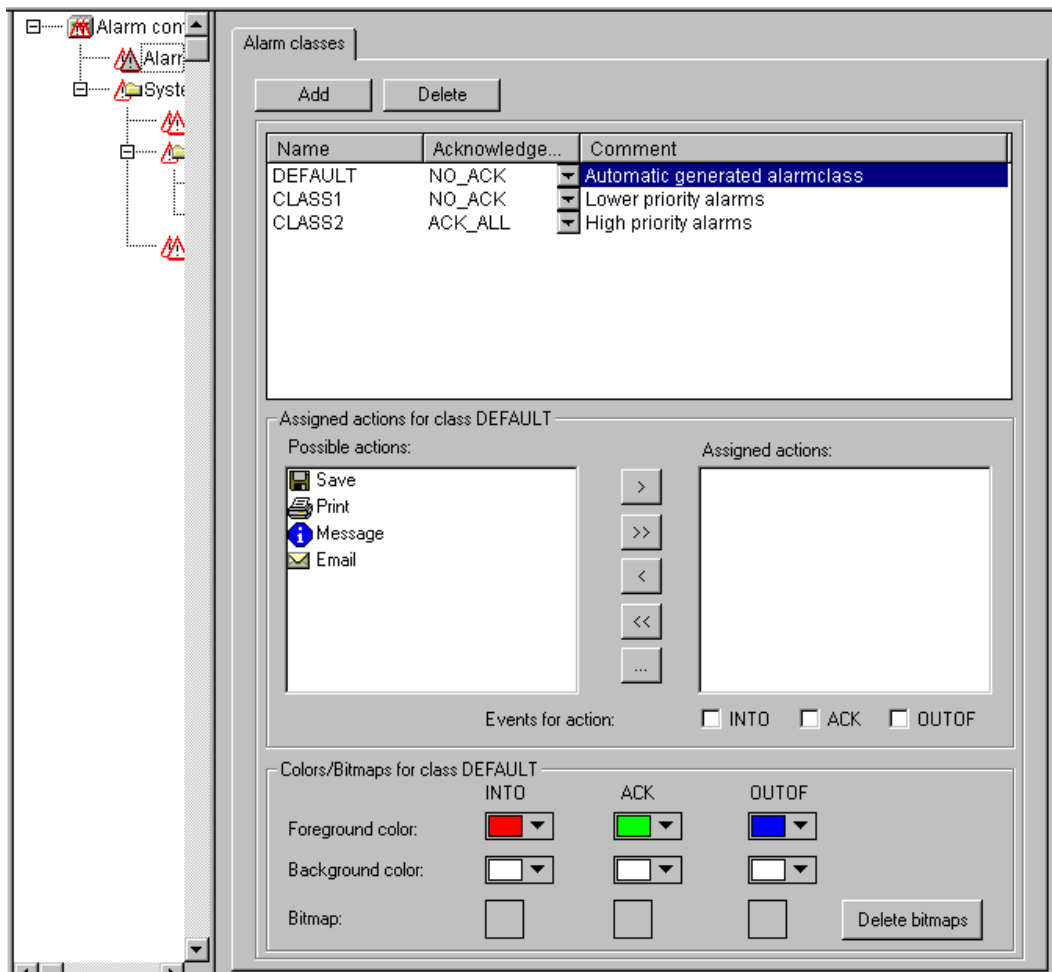 Alarm con
Alarm classes
Alarr
Syste
Add Delete
Name Acknowledge... Comment
DEFAULT NO_ACK Automatic generated alarmclass
CLASS1 NO_ACK Lower priority alarms
CLASS2 ACK_ALL High priority alarms
Assigned actions for class DEFAULT
Possible actions: Assigned actions:
Save
Print
Message
Email
>
>>
<
<<
...
Events for action: INTO ACK OUTOF
Colors/Bitmaps for class DEFAULT
INTO ACK OUTOF
Foreground color:
Background color:
Bitmap: Delete bitmaps